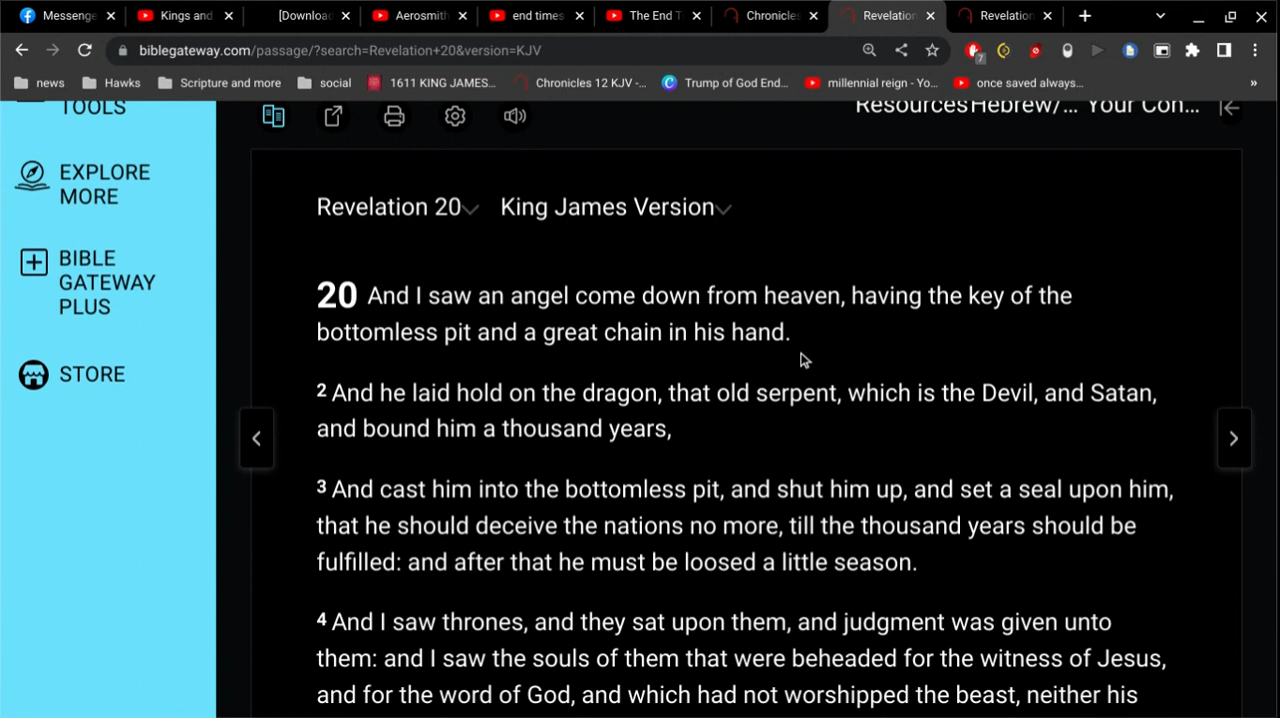 Messenge
Kings and
[Downloa
Aerosmith
end times
The End T
Chronicles
Revelation
Revelation
biblegateway.com/passage/?search=Revelation+20&version=KJV
7
news
Hawks
Scripture and more
social
1611 KING JAMES...
Chronicles 12 KJV -...
Trump of God End...
millennial reign - Yo...
once saved always...
»
TOOLS
EXPLORE
MORE
BIBLE
GATEWAY
PLUS
STORE
Resources Hebrew/... Your Con...
Revelation 20 King James Version
20 And I saw an angel come down from heaven, having the key of the
bottomless pit and a great chain in his hand.
2 And he laid hold on the dragon, that old serpent, which is the Devil, and Satan,
and bound him a thousand years,
3 And cast him into the bottomless pit, and shut him up, and set a seal upon him,
that he should deceive the nations no more, till the thousand years should be
fulfilled: and after that he must be loosed a little season.
4 And I saw thrones, and they sat upon them, and judgment was given unto
them: and I saw the souls of them that were beheaded for the witness of Jesus,
and for the word of God, and which had not worshipped the beast, neither his